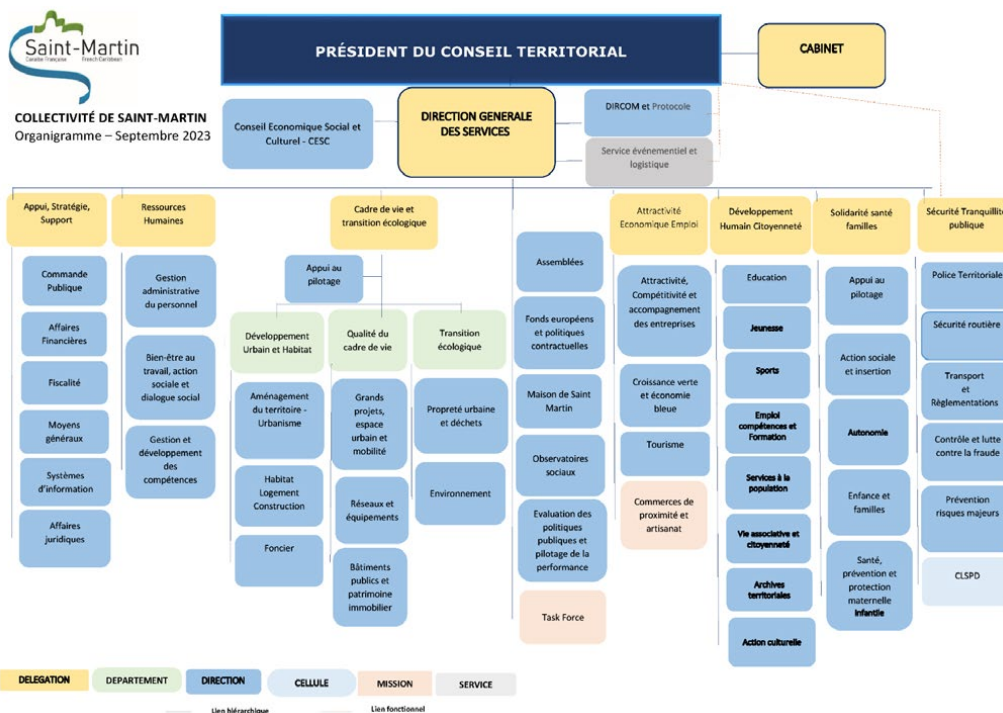 Saint-Martin
Caraïbe Française French Caribbean
COLLECTIVITÉ DE SAINT-MARTIN
Organigramme – Septembre 2023
PRÉSIDENT DU CONSEIL TERRITORIAL
CABINET
Conseil Economique Social et
Culturel - CESC
DIRECTION GENERALE
DES SERVICES
DIRCOM et Protocole
Service événementiel et
logistique
Appui, Stratégie,
Support
Commande
Publique
Affaires
Financières
Fiscalité
Moyens
généraux
Systèmes
d'information
Affaires
juridiques
Ressources
Humaines
Gestion
administrative
du personnel
Bien-être au
travail, action
sociale et
dialogue social
Gestion et
développement
des
compétences
Cadre de vie et
transition écologique
Appui au
pilotage
Développement
Urbain et Habitat
Aménagement
du territoire -
Urbanisme
Habitat
Logement
Construction
Foncier
Qualité du
cadre de vie
Grands
projets,
espace
urbain et
mobilité
Réseaux et
équipements
Bâtiments
publics et
patrimoine
immobilier
Transition
écologique
Propreté urbaine
et déchets
Environnement
Assemblées
Fonds européens
et politiques
contractuelles
Maison de Saint
Martin
Observatoires
sociaux
Evaluation des
politiques
publiques et
pilotage de la
performance
Task Force
Attractivité
Economique Emploi
Attractivité,
Compétitivité et
accompagnement
des entreprises
Croissance verte
et économie
bleue
Tourisme
Commerces de
proximité et
artisanat
Développement
Humain Citoyenneté
Education
Jeunesse
Sports
Emploi
compétences et
Formation
Services à la
population
Vie associative et
citoyenneté
Archives
territoriales
Action culturelle
Solidarité santé
familles
Appui au
pilotage
Action sociale
et insertion
Autonomie
Enfance et
familles
Santé,
prévention et
protection
maternelle
Infantile
Sécurité Tranquillité
publique
Police Territoriale
Sécurité routière
Transport
et
Règlementations
Contrôle et lutte
contre la fraude
Prévention
risques majeurs
CLSPD
DELEGATION
DEPARTEMENT
DIRECTION
CELLULE
MISSION
SERVICE
Lien hiérarchique
Lien fonctionnel